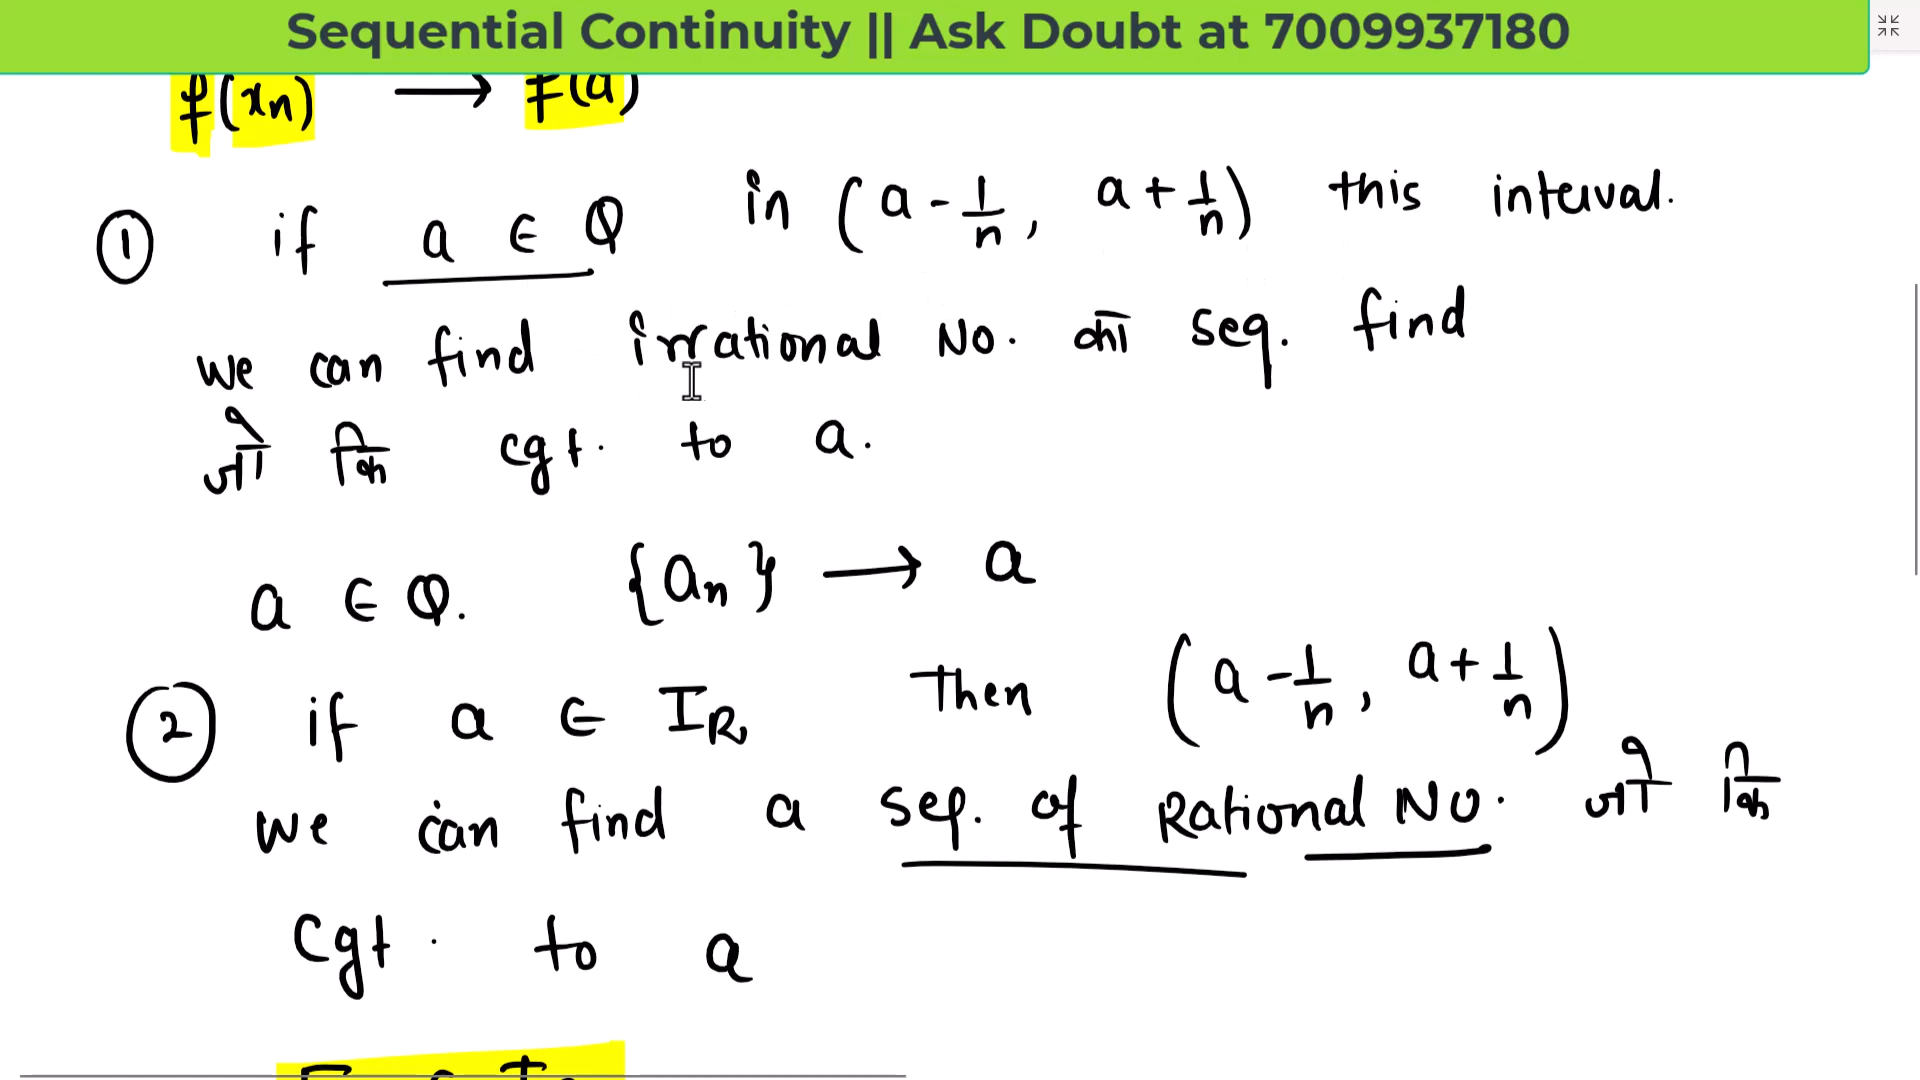 Sequential Continuity || Ask Doubt at 7009937180
f(xn) → f(a)
① if a ∈ Q in (a - 1/n, a + 1/n) this interval.
we can find irrational No. का seq. find
जो कि cgt. to a.
a ∈ Q. {an} → a
② if a ∈ IR Then (a - 1/n, a + 1/n)
we can find a seq. of Rational No. जो कि
Cgt. to a